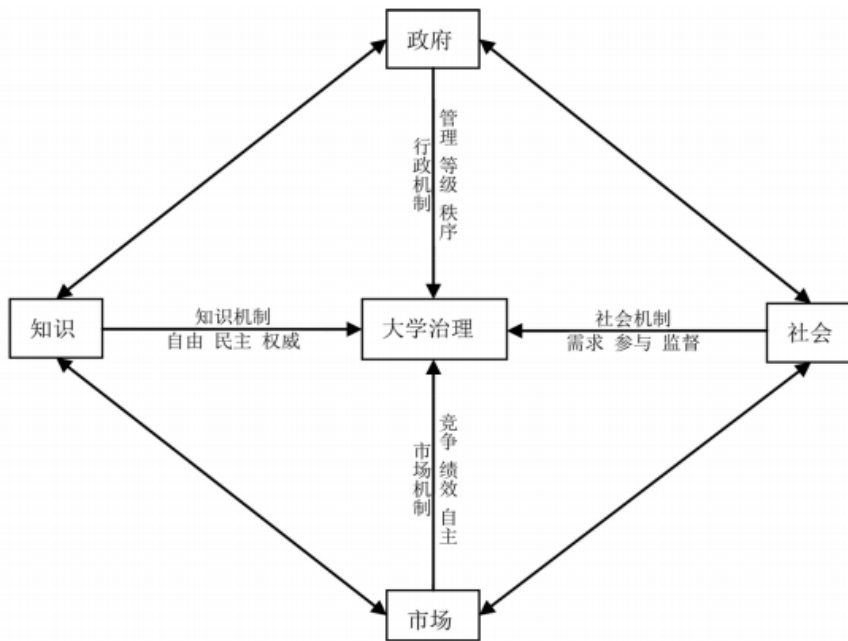 政府
行政机制
管理 等级 秩序
知识
知识机制
自由 民主 权威
大学治理
社会机制
需求 参与 监督
社会
市场机制
竞争 绩效 自主
市场